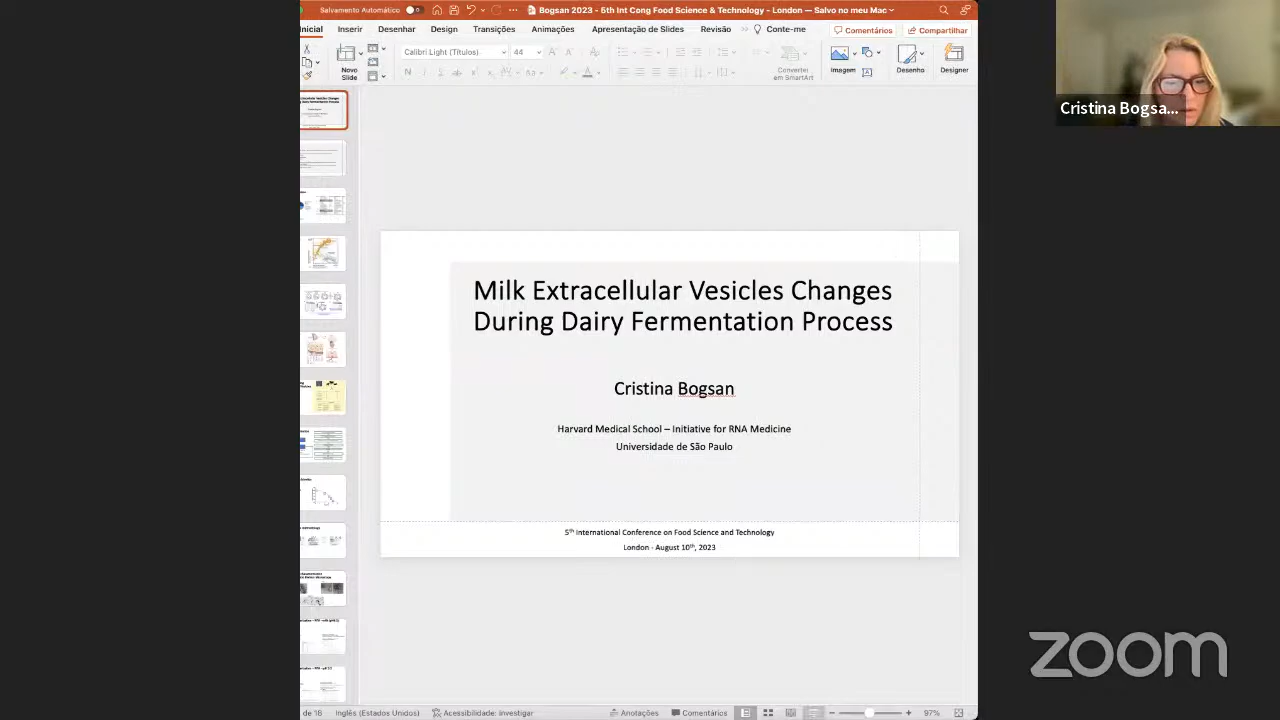 Salvamento Automático
Bogsan 2023 - 5th Int Cong Food Science & Technology - London — Salvo no meu Mac
Inicial Inserir Desenhar Design Transições Animações Apresentação de Slides Revisão Conte-me Comentários Compartilhar
Calibri Light (Títulos) 44
Novo Slide
Converter em SmartArt
Imagem
Desenho
Designer
Cristina Bogsa...
Milk Extracellular Vesicles Changes
During Dairy Fermentation Process
Cristina Bogsan
Harvard Medical School – Initiative for RNA Medicine
Universidade de São Paulo
5th International Conference on Food Science and Technology
London - August 10th, 2023
zoom
de 16 Inglês (Estados Unidos) Acessibilidade: investigar Anotações Comentários 97%